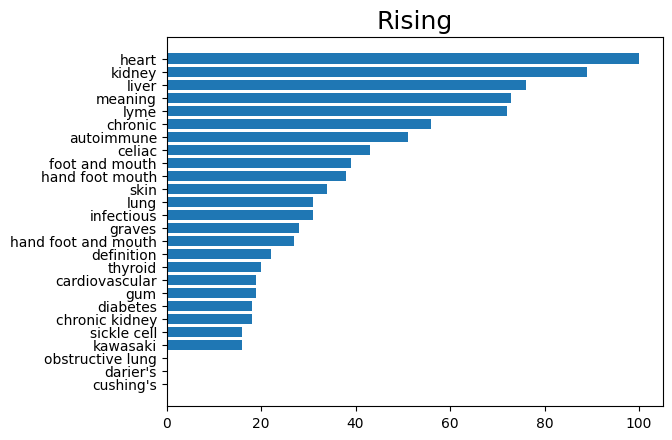 Rising
heart
kidney
liver
meaning
lyme
chronic
autoimmune
celiac
foot and mouth
hand foot mouth
skin
lung
infectious
graves
hand foot and mouth
definition
thyroid
cardiovascular
gum
diabetes
chronic kidney
sickle cell
kawasaki
obstructive lung
darier's
cushing's
0 20 40 60 80 100